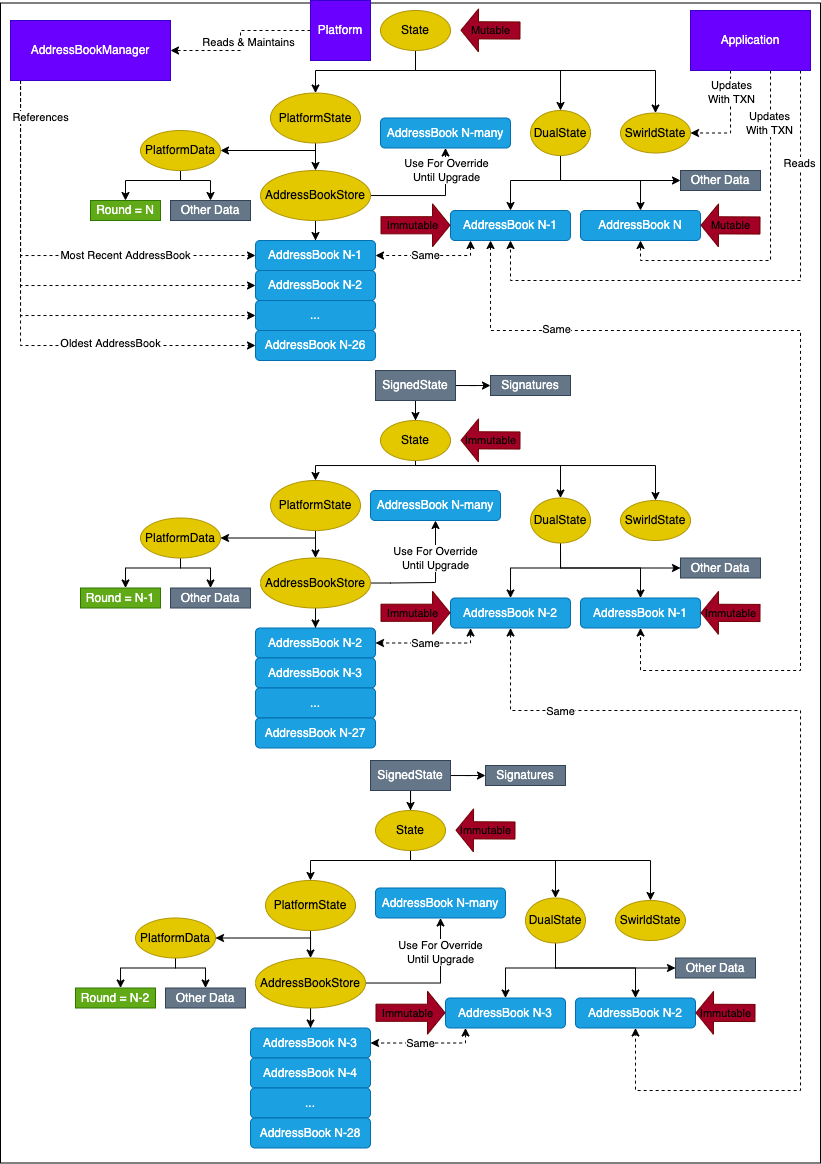 Platform
State
Mutable
AddressBookManager
Reads & Maintains
Application
References
Updates
With TXN
Updates
With TXN
Reads
PlatformState
AddressBook N-many
DualState
SwirldState
PlatformData
Use For Override
Until Upgrade
AddressBookStore
Other Data
Round = N
Other Data
Immutable
AddressBook N-1
AddressBook N
Mutable
Most Recent AddressBook
AddressBook N-1
Same
AddressBook N-2
...
Same
Oldest AddressBook
AddressBook N-26
SignedState
Signatures
State
Immutable
PlatformState
AddressBook N-many
DualState
SwirldState
PlatformData
Use For Override
Until Upgrade
AddressBookStore
Other Data
Round = N-1
Other Data
Immutable
AddressBook N-2
AddressBook N-1
Immutable
AddressBook N-2
Same
AddressBook N-3
...
Same
AddressBook N-27
SignedState
Signatures
State
Immutable
PlatformState
AddressBook N-many
DualState
SwirldState
PlatformData
Use For Override
Until Upgrade
AddressBookStore
Other Data
Round = N-2
Other Data
Immutable
AddressBook N-3
AddressBook N-2
Immutable
AddressBook N-3
Same
AddressBook N-4
...
AddressBook N-28